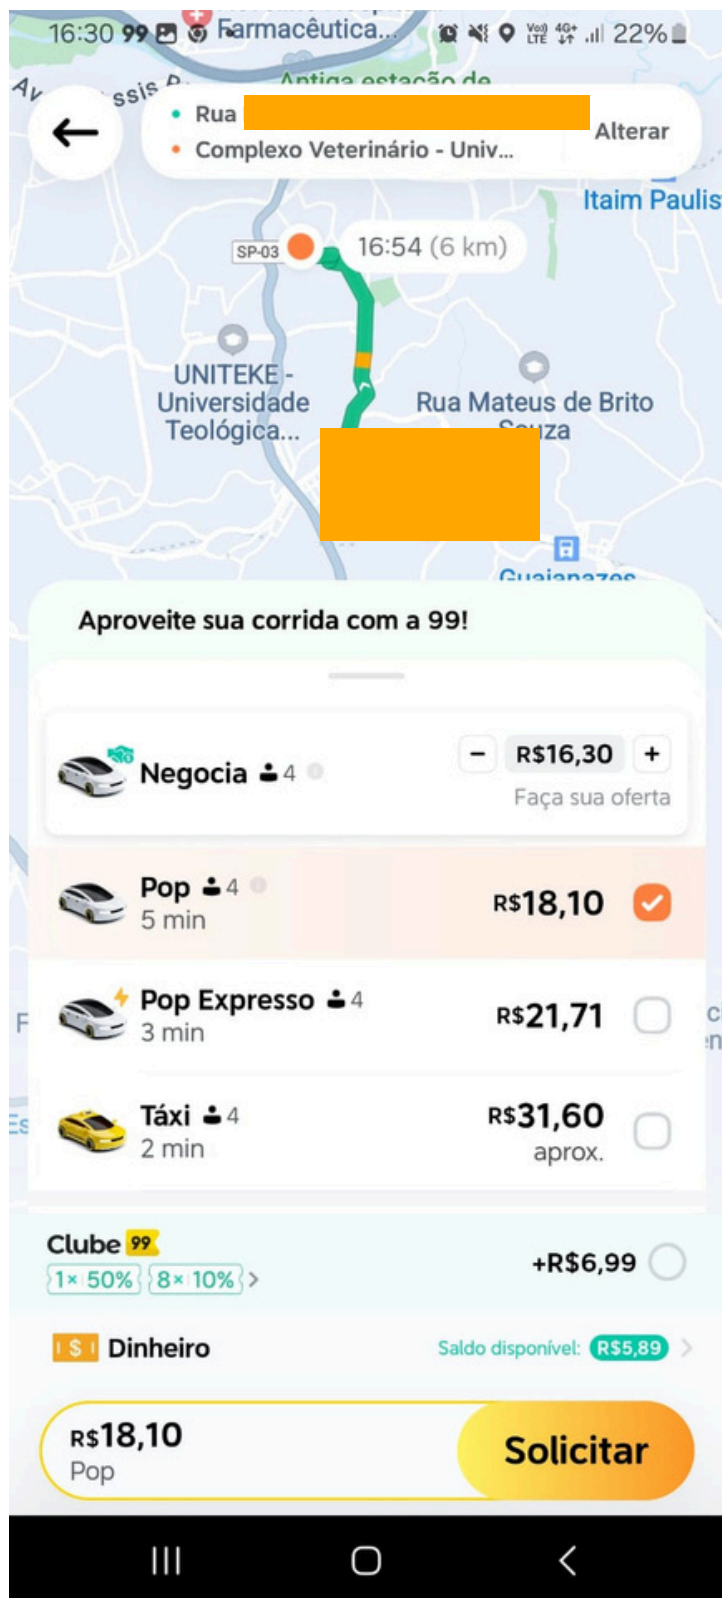 16:30 99 4G+ 22%
Farmacêutica...
Antiga estação de
Rua
Alterar
Complexo Veterinário - Univ...
Itaim Paulis
SP-03
16:54 (6 km)
UNITEKE -
Universidade
Teológica...
Rua Mateus de Brito
Souza
Guaianazes
Aproveite sua corrida com a 99!
Negocia 4
- R$16,30 +
Faça sua oferta
Pop 4
R$18,10
5 min
Pop Expresso 4
R$21,71
3 min
Táxi 4
R$31,60
2 min
aprox.
Clube 99
+R$6,99
1× 50% 8× 10% >
$ Dinheiro
Saldo disponível: R$5,89 >
R$18,10
Pop
Solicitar